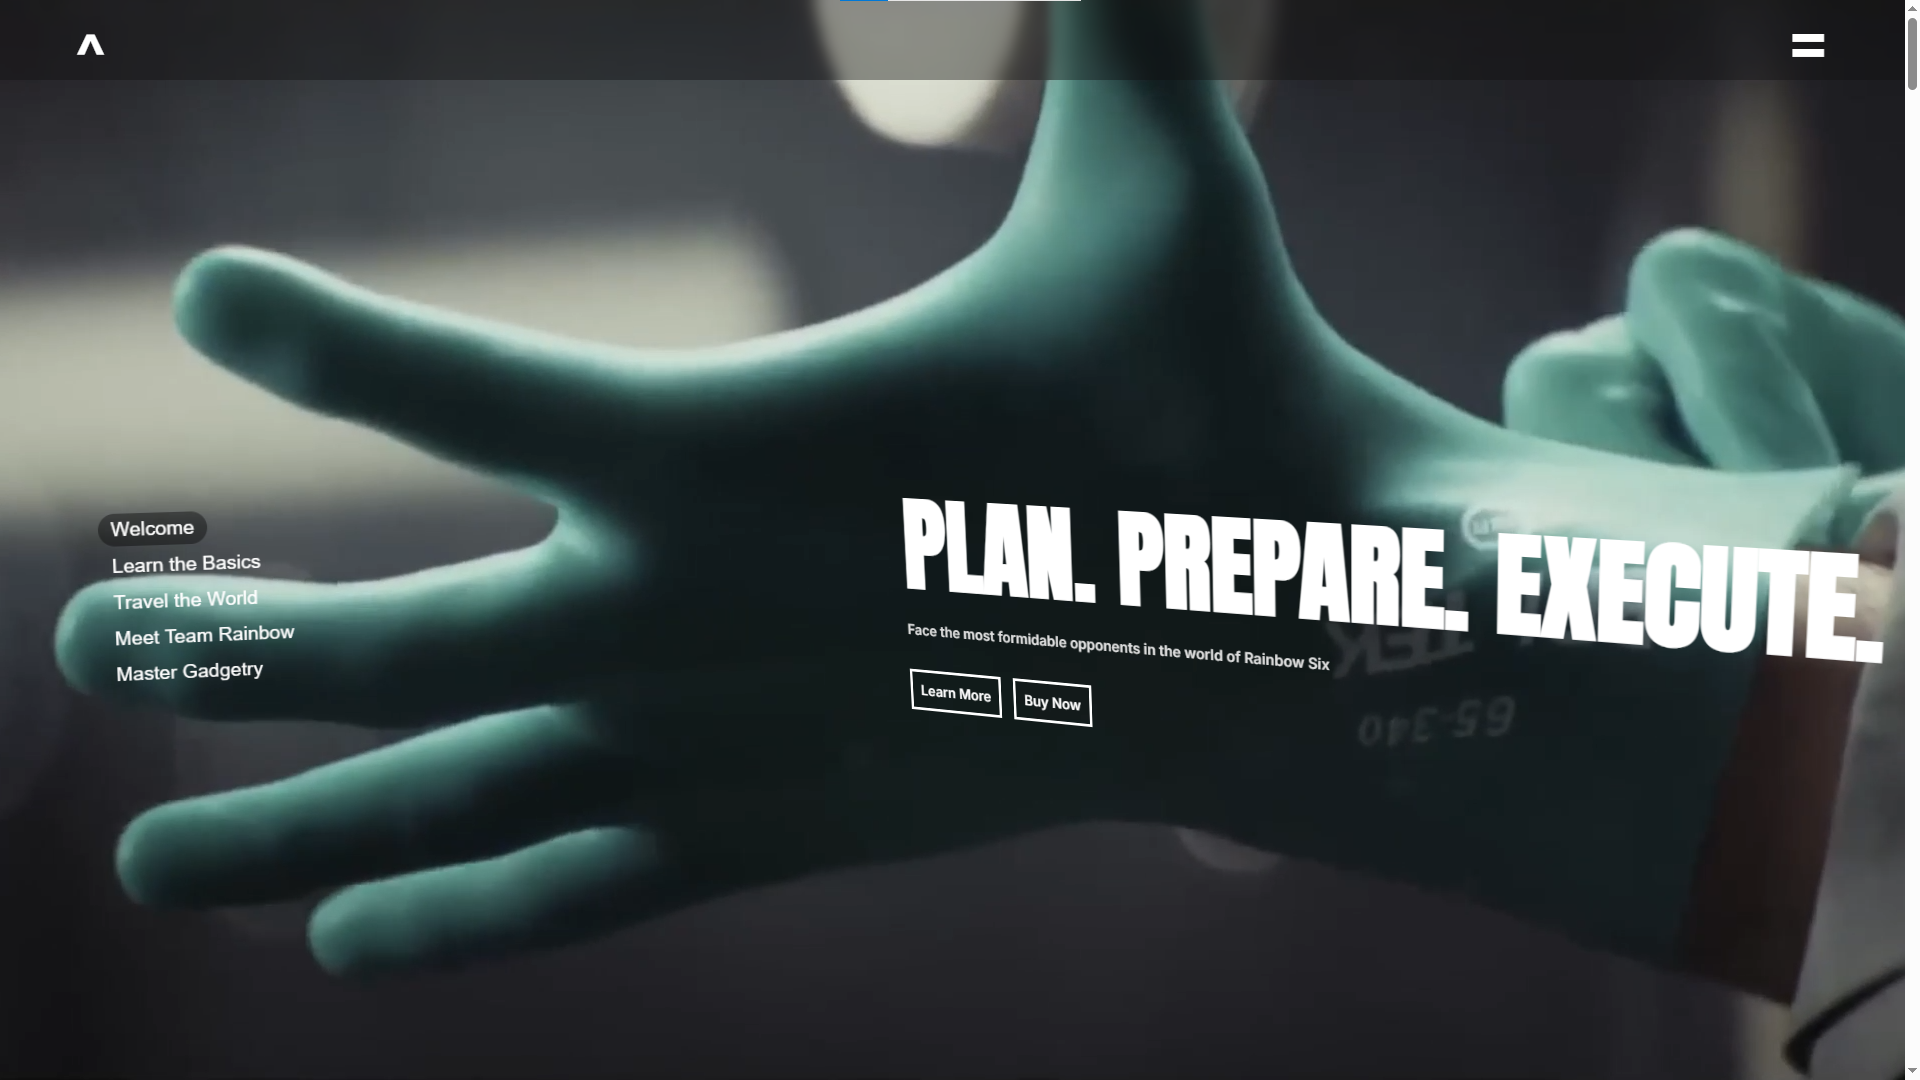 Welcome
Learn the Basics
Travel the World
Meet Team Rainbow
Master Gadgetry
PLAN. PREPARE. EXECUTE.
Face the most formidable opponents in the world of Rainbow Six
Learn More
Buy Now
65-340